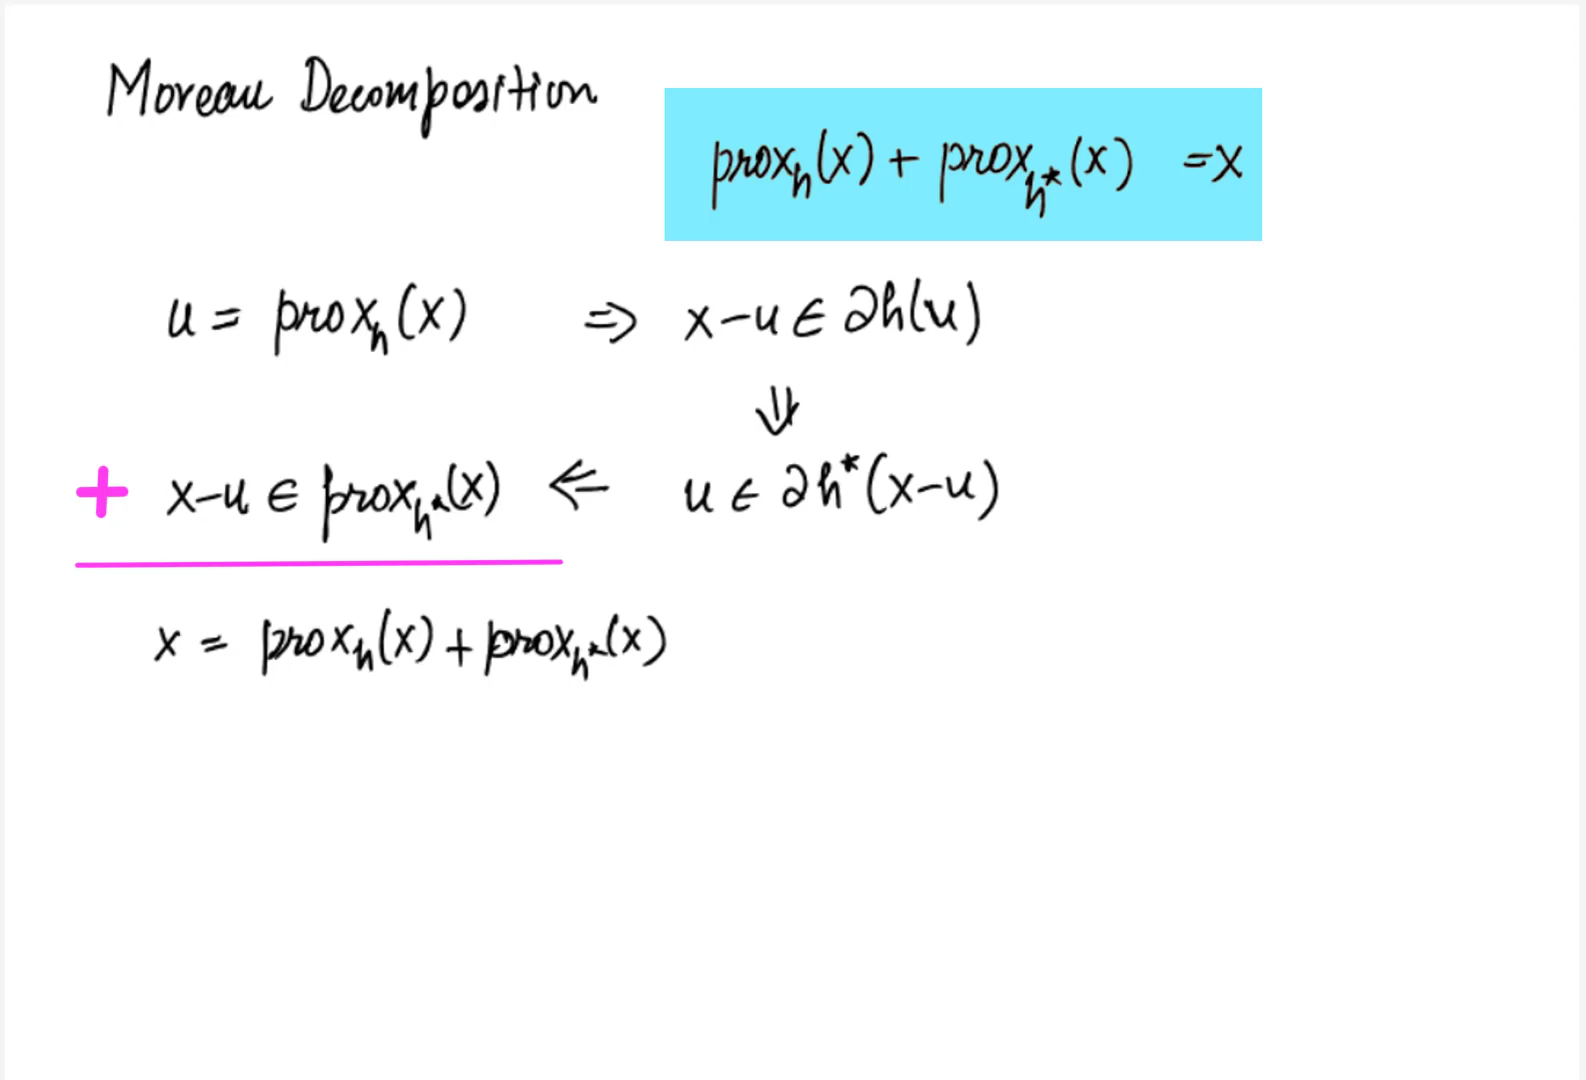 Moreau Decomposition
prox_h(x) + prox_{h*}(x) = x
u = prox_h(x) ⇒ x-u ∈ ∂h(u)
⇓
+ x-u ∈ prox_{h*}(x) ⇐ u ∈ ∂h*(x-u)
x = prox_h(x) + prox_{h*}(x)